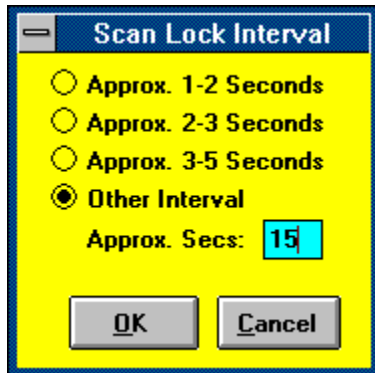 Scan Lock Interval
Approx. 1-2 Seconds
Approx. 2-3 Seconds
Approx. 3-5 Seconds
Other Interval
Approx. Secs: 15
OK Cancel